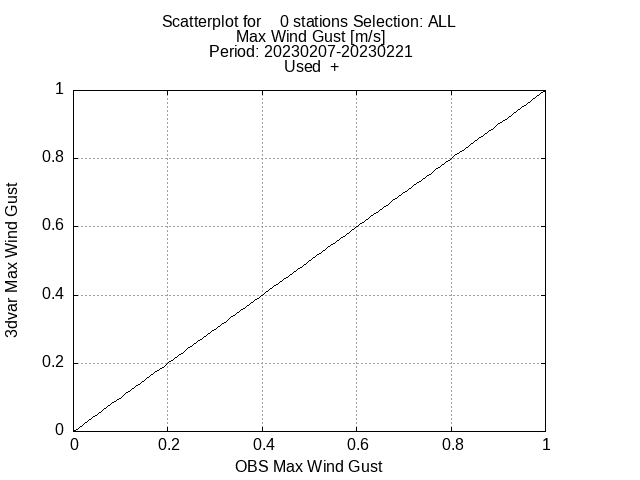 Scatterplot for    0 stations Selection: ALL
Max Wind Gust [m/s]
Period: 20230207-20230221
Used  +
1
0.8
0.6
0.4
0.2
0
3dvar Max Wind Gust
0 0.2 0.4 0.6 0.8 1
OBS Max Wind Gust